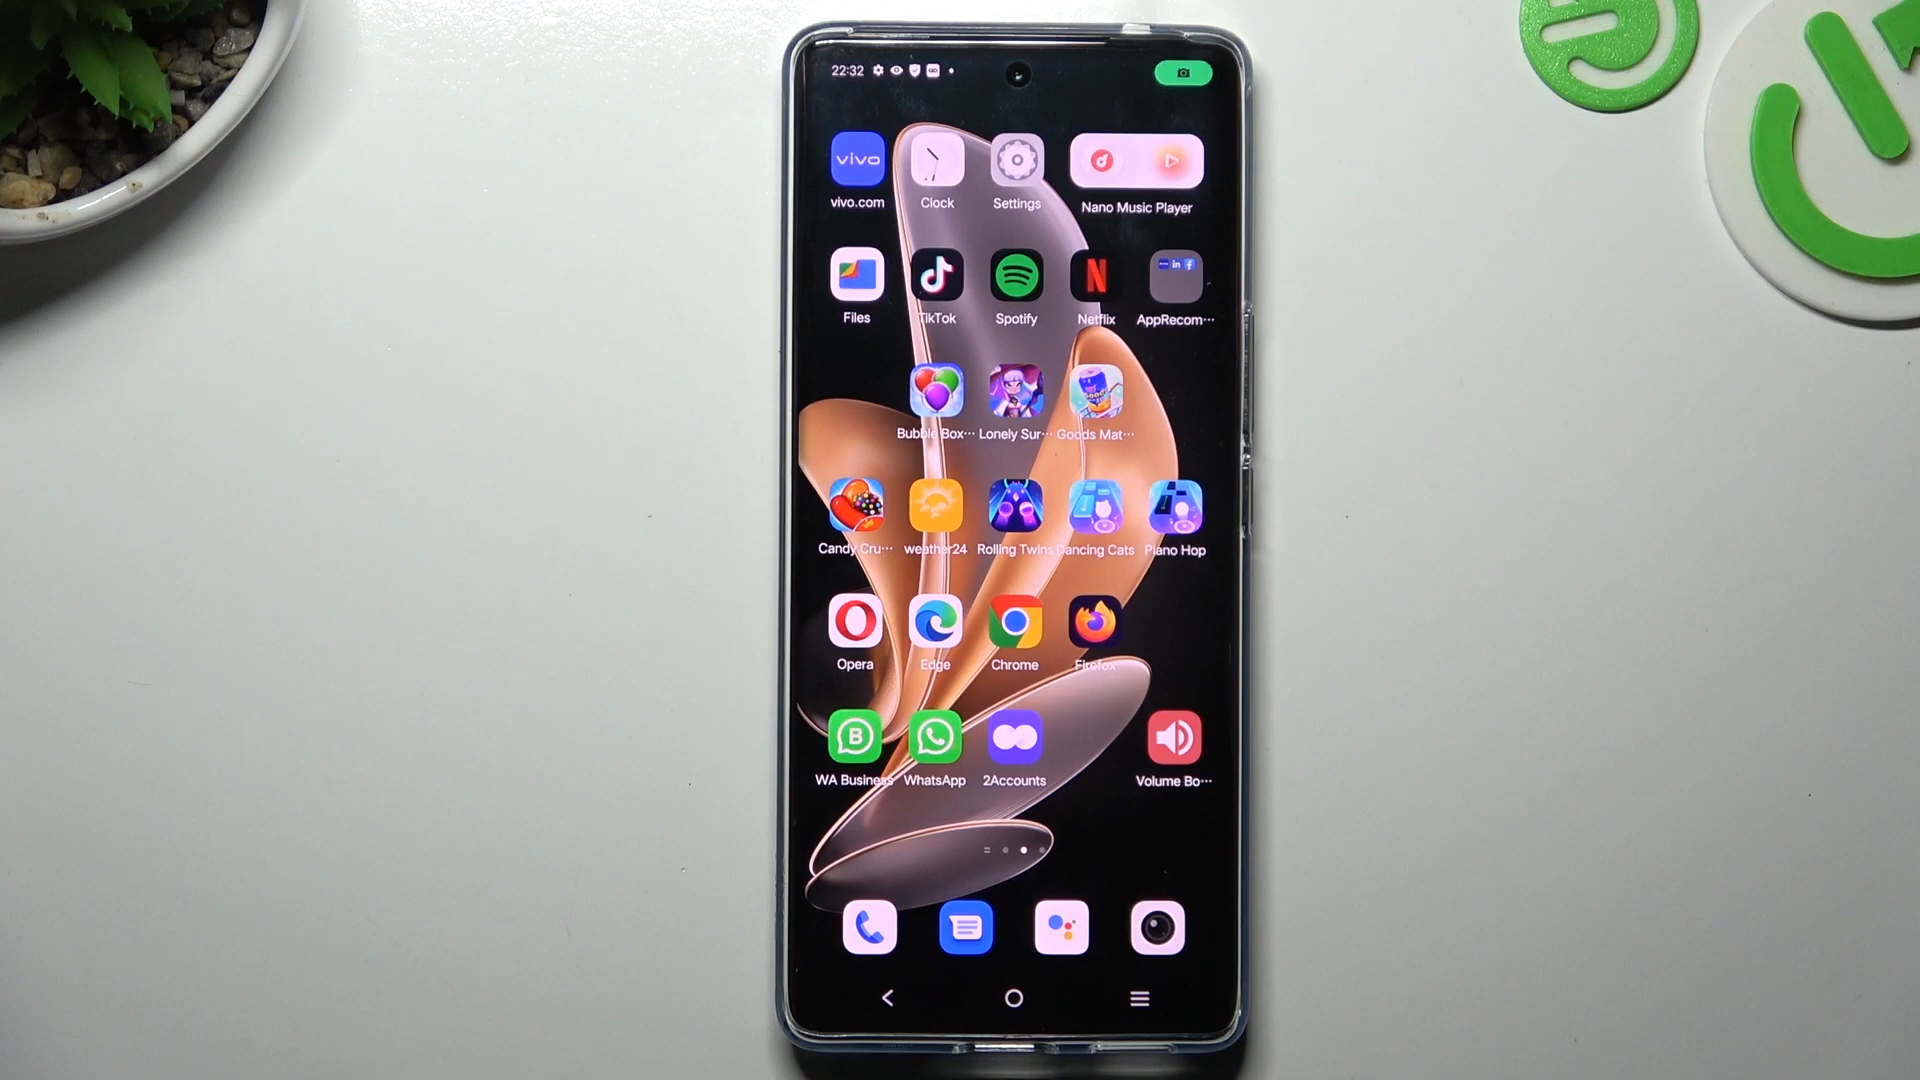 22:32
vivo
vivo.com Clock Settings Nano Music Player
in f
Files TikTok Spotify Netflix AppRecom···
Bubble Box··· Lonely Sur··· Goods Mat···
Candy Cru··· weather24 Rolling Twins Dancing Cats Piano Hop
Opera Edge Chrome Firefox
B
WA Business WhatsApp 2Accounts Volume Bo···